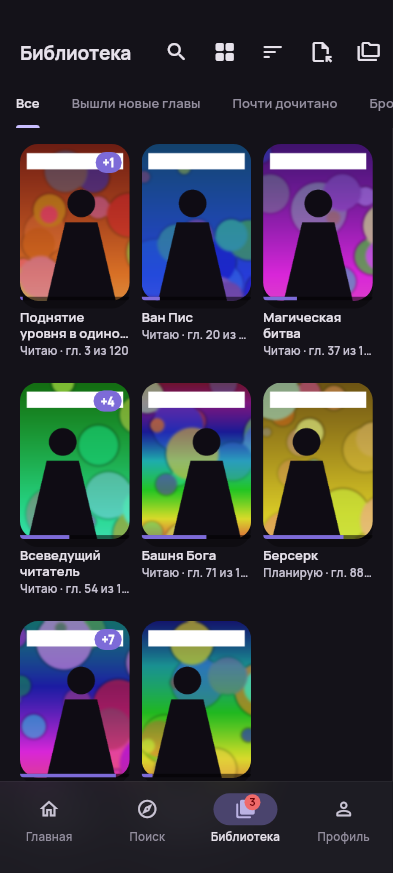 Библиотека
Все Вышли новые главы Почти дочитано Бро
+1
Поднятие
уровня в одино…
Читаю · гл. 3 из 120
Ван Пис
Читаю · гл. 20 из …
Магическая
битва
Читаю · гл. 37 из 1…
+4
Всеведущий
читатель
Читаю · гл. 54 из 1…
Башня Бога
Читаю · гл. 71 из 1…
Берсерк
Планирую · гл. 88…
+7
3
Главная Поиск Библиотека Профиль